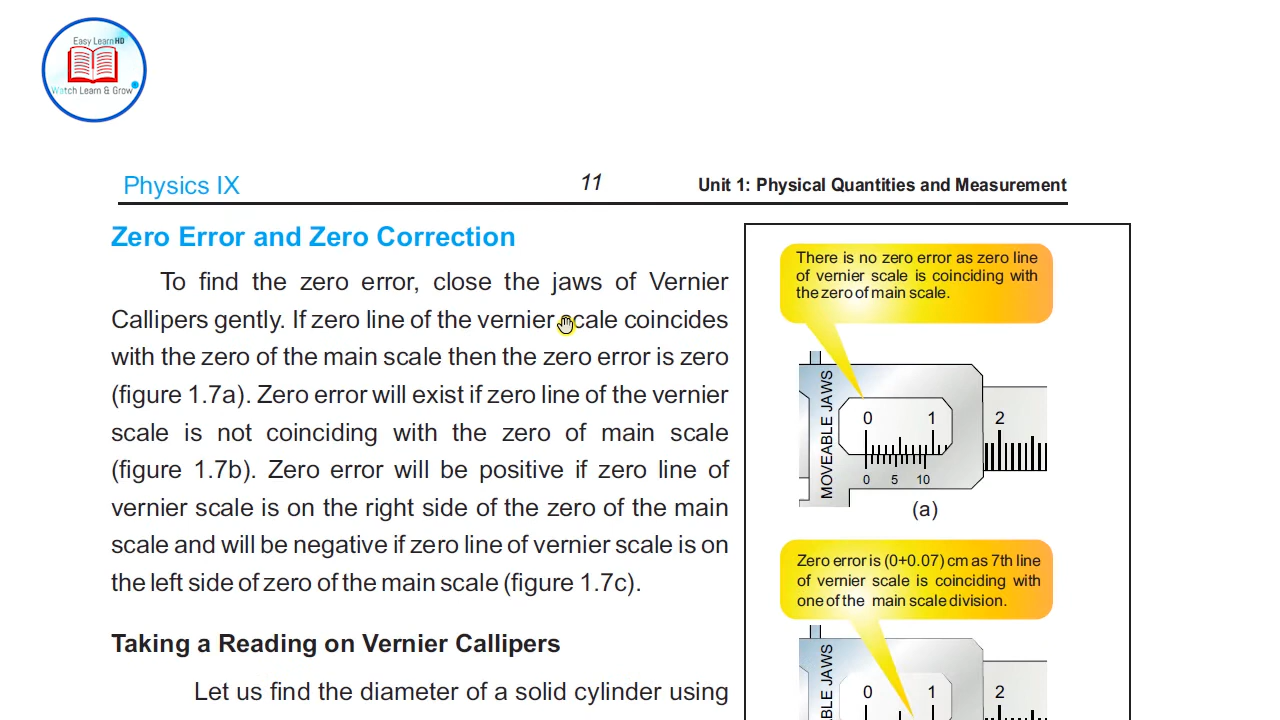 Easy Learn HD
Watch Learn & Grow
Physics IX
11
Unit 1: Physical Quantities and Measurement
Zero Error and Zero Correction
To find the zero error, close the jaws of Vernier
Callipers gently. If zero line of the vernier scale coincides
with the zero of the main scale then the zero error is zero
(figure 1.7a). Zero error will exist if zero line of the vernier
scale is not coinciding with the zero of main scale
(figure 1.7b). Zero error will be positive if zero line of
vernier scale is on the right side of the zero of the main
scale and will be negative if zero line of vernier scale is on
the left side of zero of the main scale (figure 1.7c).
Taking a Reading on Vernier Callipers
Let us find the diameter of a solid cylinder using
There is no zero error as zero line
of vernier scale is coinciding with
the zero of main scale.
MOVEABLE JAWS
0 1 2
0 5 10
(a)
Zero error is (0+0.07) cm as 7th line
of vernier scale is coinciding with
one of the main scale division.
ABLE JAWS
0 1 2